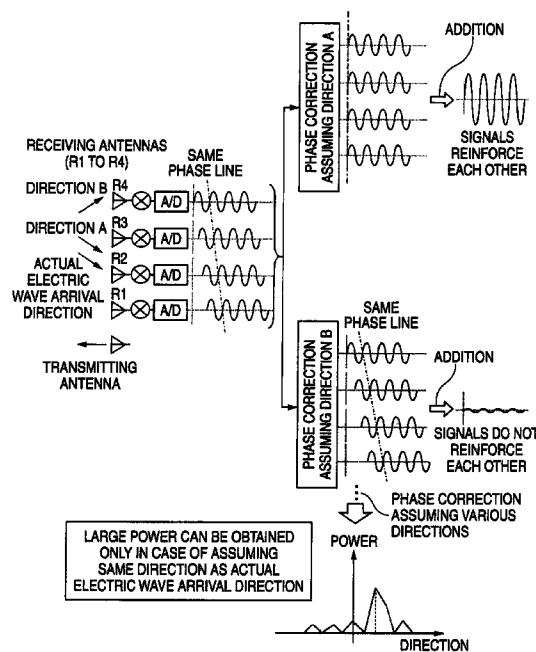 PHASE CORRECTION
ASSUMING DIRECTION A
ADDITION
SIGNALS
REINFORCE
EACH OTHER
RECEIVING ANTENNAS
(R1 TO R4)
SAME
PHASE LINE
DIRECTION B
R4
A/D
DIRECTION A
R3
A/D
ACTUAL
ELECTRIC
WAVE ARRIVAL
DIRECTION
R2
A/D
R1
A/D
TRANSMITTING
ANTENNA
PHASE CORRECTION
ASSUMING DIRECTION B
SAME
PHASE LINE
ADDITION
SIGNALS DO NOT
REINFORCE
EACH OTHER
PHASE CORRECTION
ASSUMING VARIOUS
DIRECTIONS
LARGE POWER CAN BE OBTAINED
ONLY IN CASE OF ASSUMING
SAME DIRECTION AS ACTUAL
ELECTRIC WAVE ARRIVAL DIRECTION
POWER
DIRECTION